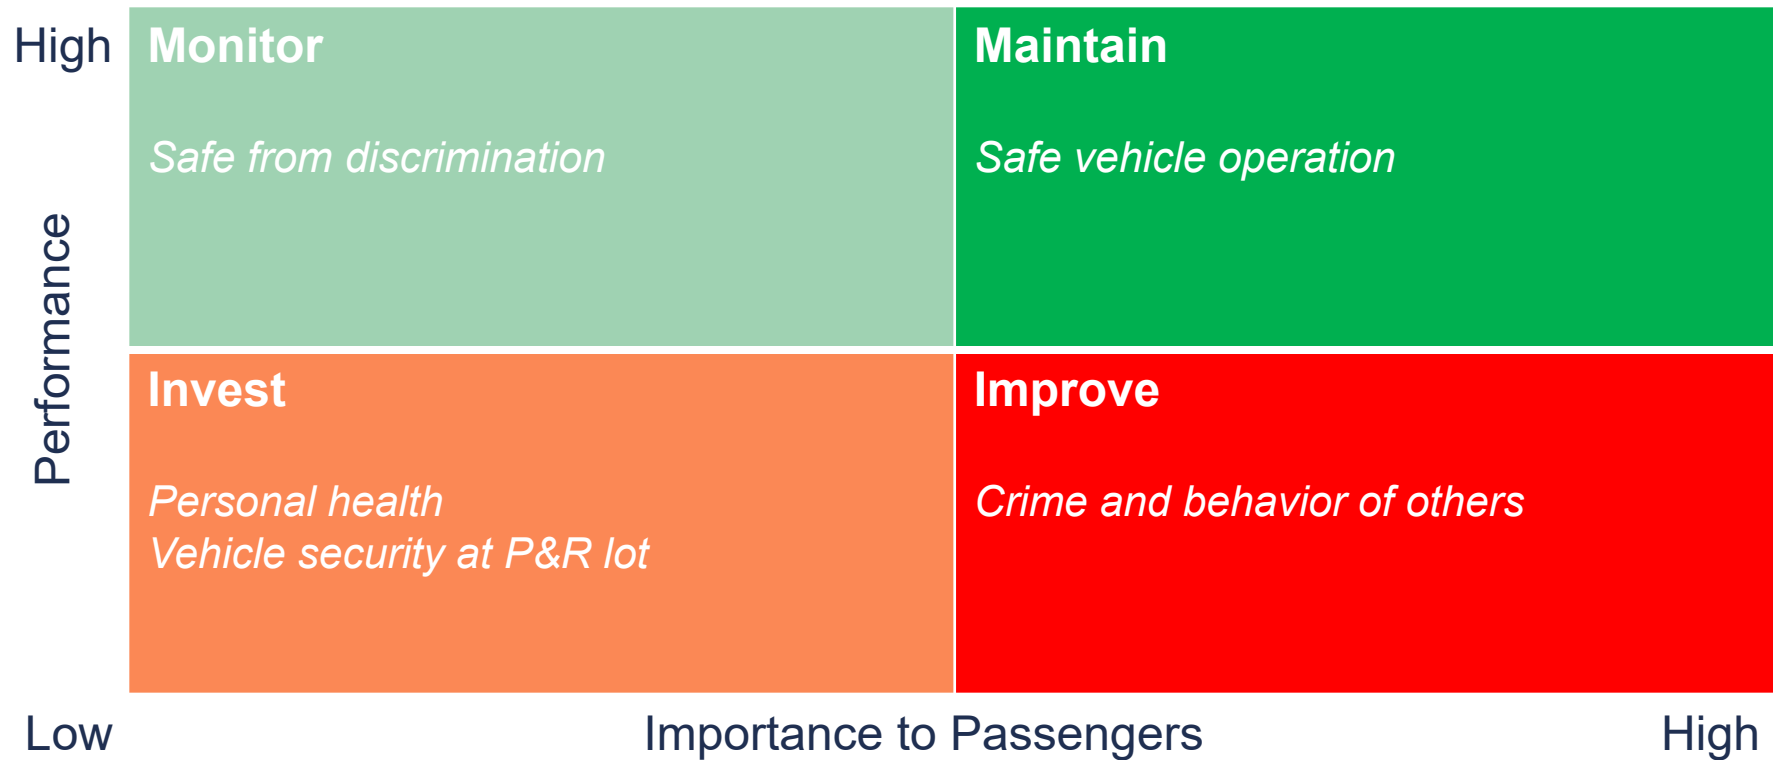 High
Monitor
Safe from discrimination
Maintain
Safe vehicle operation
Performance
Invest
Personal health
Vehicle security at P&R lot
Improve
Crime and behavior of others
Low
Importance to Passengers
High